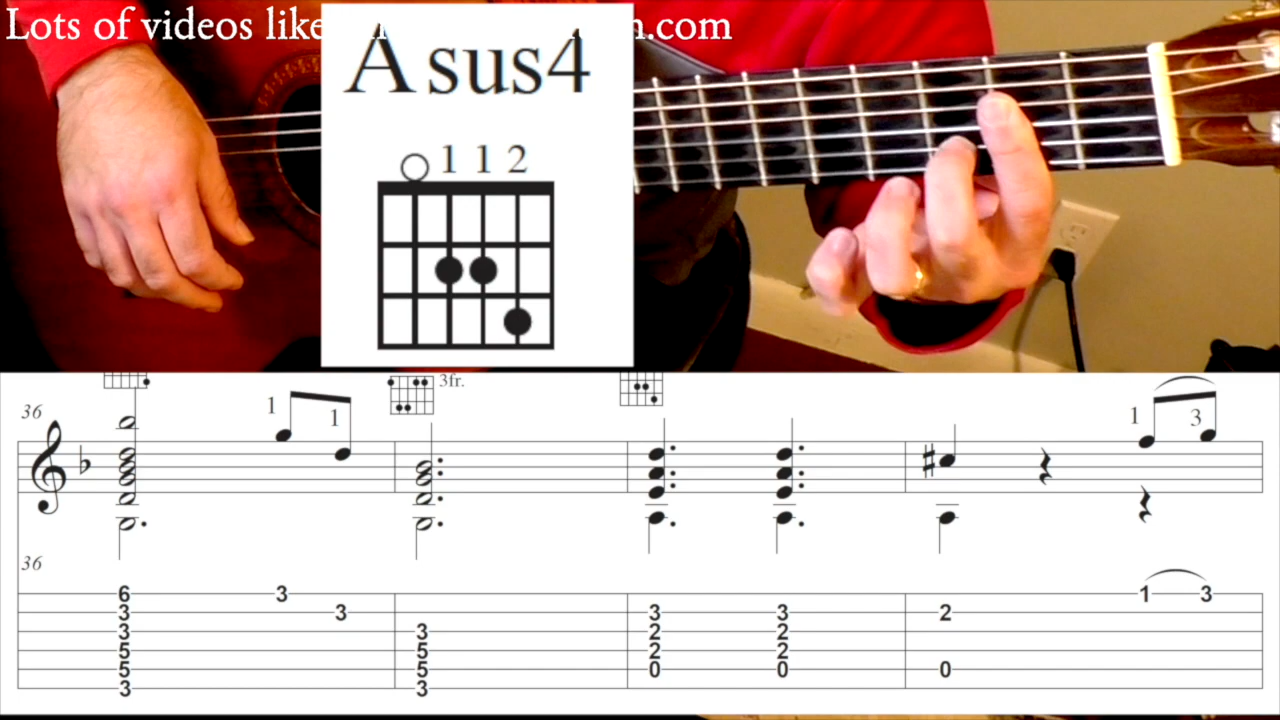 Lots of videos like
.com
A sus4
1 1 2
3fr.
36
1 1
1 3
36
6 3 1 3
3 3 3 3 2
3 3 2 2
5 5 2 2
5 5 0 0 0
3 3